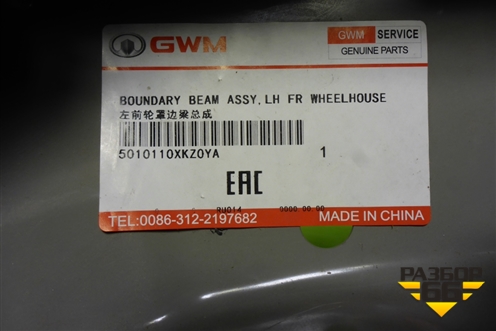 GWM
GWM SERVICE
GENUINE PARTS
BOUNDARY BEAM ASSY,LH FR WHEELHOUSE
左前轮罩边梁总成
5010110XKZ0YA 1
EAC
TEL:0086-312-2197682 MADE IN CHINA
РАЗБОР
66